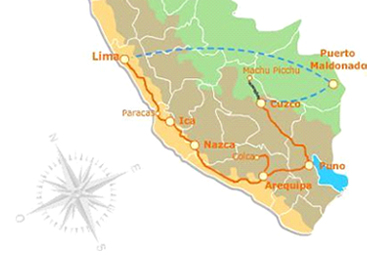 Lima
Puerto
Maldonado
Machu Picchu
Cuzco
Paracas
Ica
Nazca
Colca
Puno
Arequipa
N
E
O
S